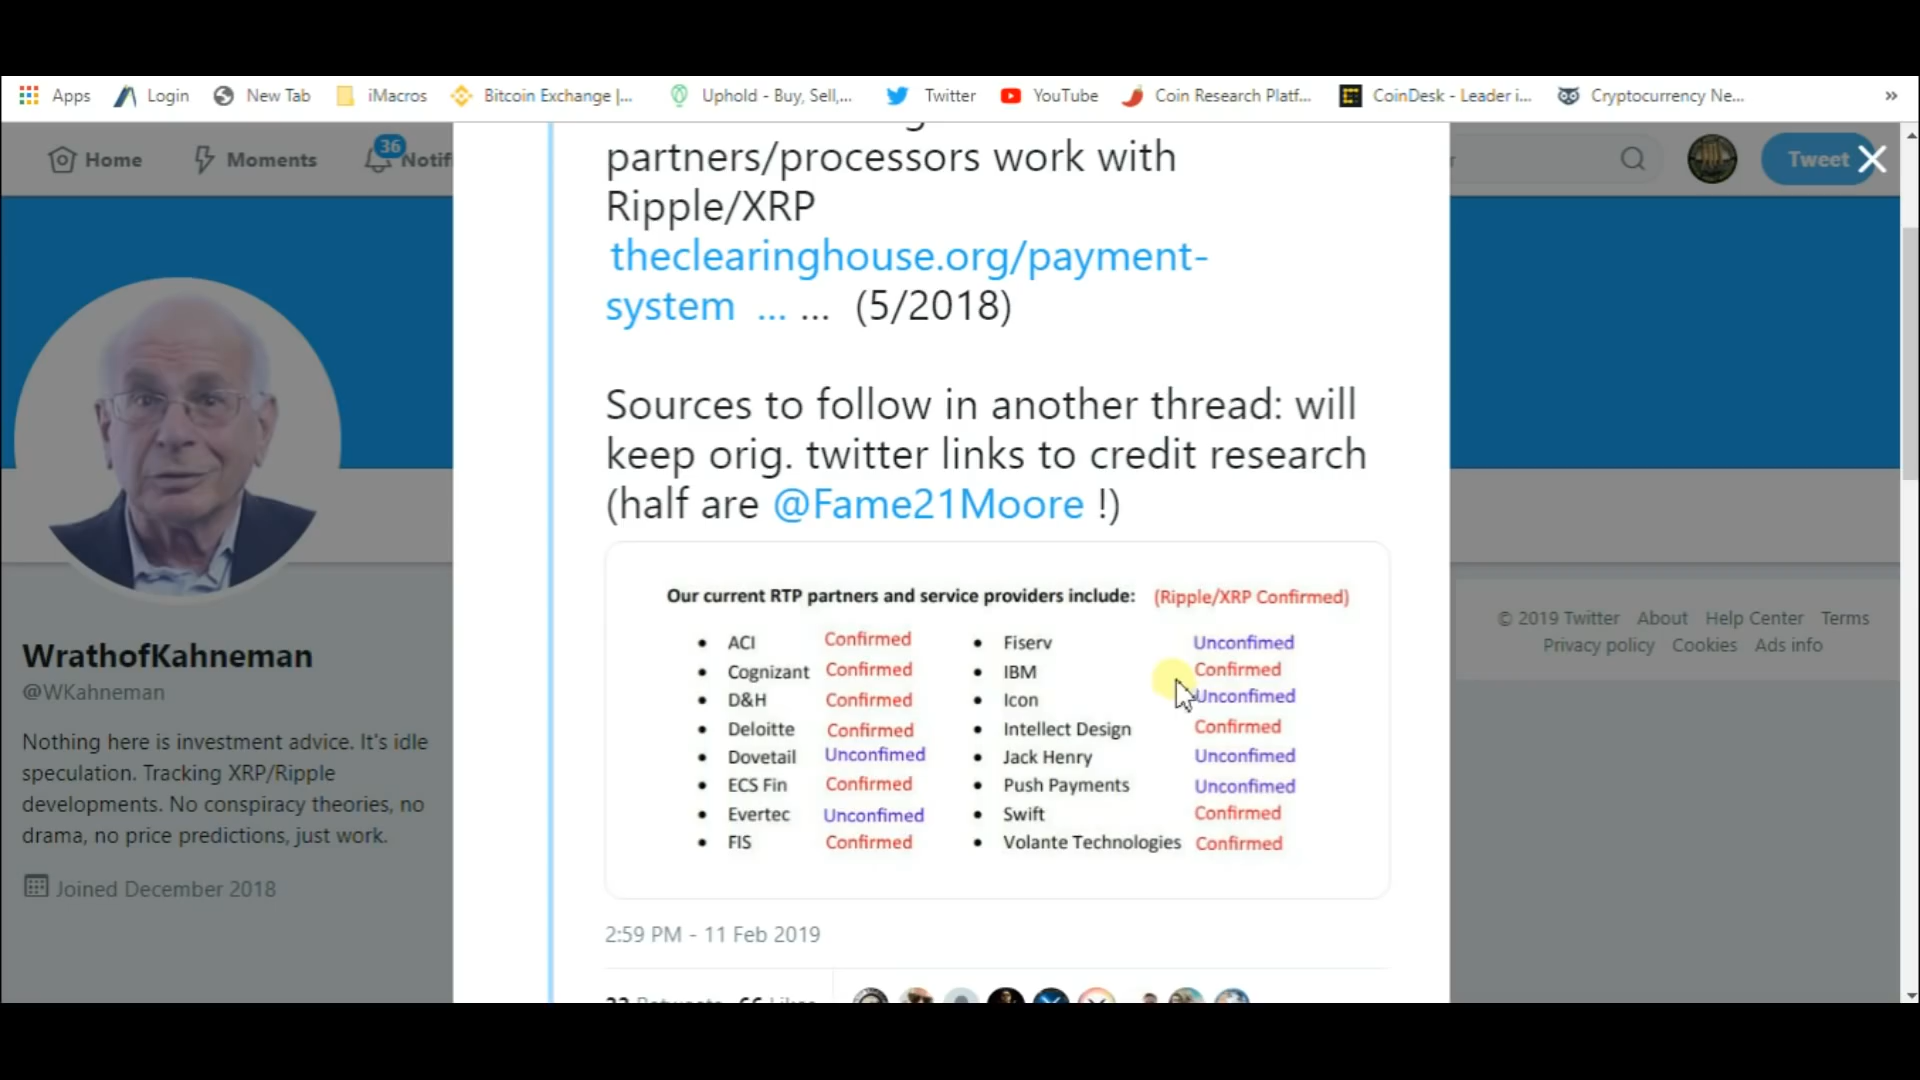 Apps Login New Tab iMacros Bitcoin Exchange |... Uphold - Buy, Sell,... Twitter YouTube Coin Research Platf... CoinDesk - Leader i... Cryptocurrency Ne... »
Home Moments 36 Notif Tweet
partners/processors work with
Ripple/XRP
theclearinghouse.org/payment-
system ... ... (5/2018)
Sources to follow in another thread: will
keep orig. twitter links to credit research
(half are @Fame21Moore !)
Our current RTP partners and service providers include: (Ripple/XRP Confirmed)
• ACI Confirmed • Fiserv Unconfimed
• Cognizant Confirmed • IBM Confirmed
• D&H Confirmed • Icon Unconfimed
• Deloitte Confirmed • Intellect Design Confirmed
• Dovetail Unconfimed • Jack Henry Unconfimed
• ECS Fin Confirmed • Push Payments Unconfimed
• Evertec Unconfimed • Swift Confirmed
• FIS Confirmed • Volante Technologies Confirmed
2:59 PM - 11 Feb 2019
WrathofKahneman
@WKahneman
Nothing here is investment advice. It's idle
speculation. Tracking XRP/Ripple
developments. No conspiracy theories, no
drama, no price predictions, just work.
Joined December 2018
© 2019 Twitter About Help Center Terms
Privacy policy Cookies Ads info